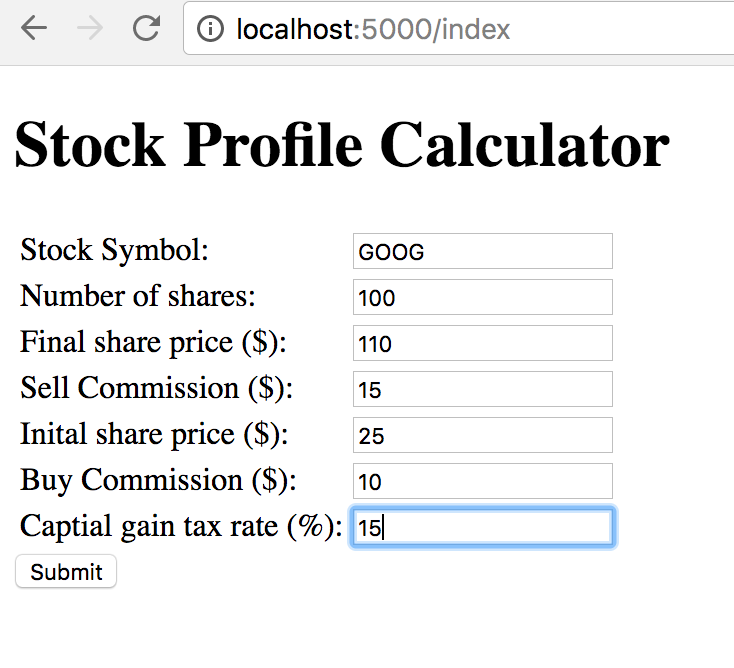 localhost:5000/index
Stock Profile Calculator
Stock Symbol: GOOG
Number of shares: 100
Final share price ($): 110
Sell Commission ($): 15
Inital share price ($): 25
Buy Commission ($): 10
Captial gain tax rate (%): 15
Submit